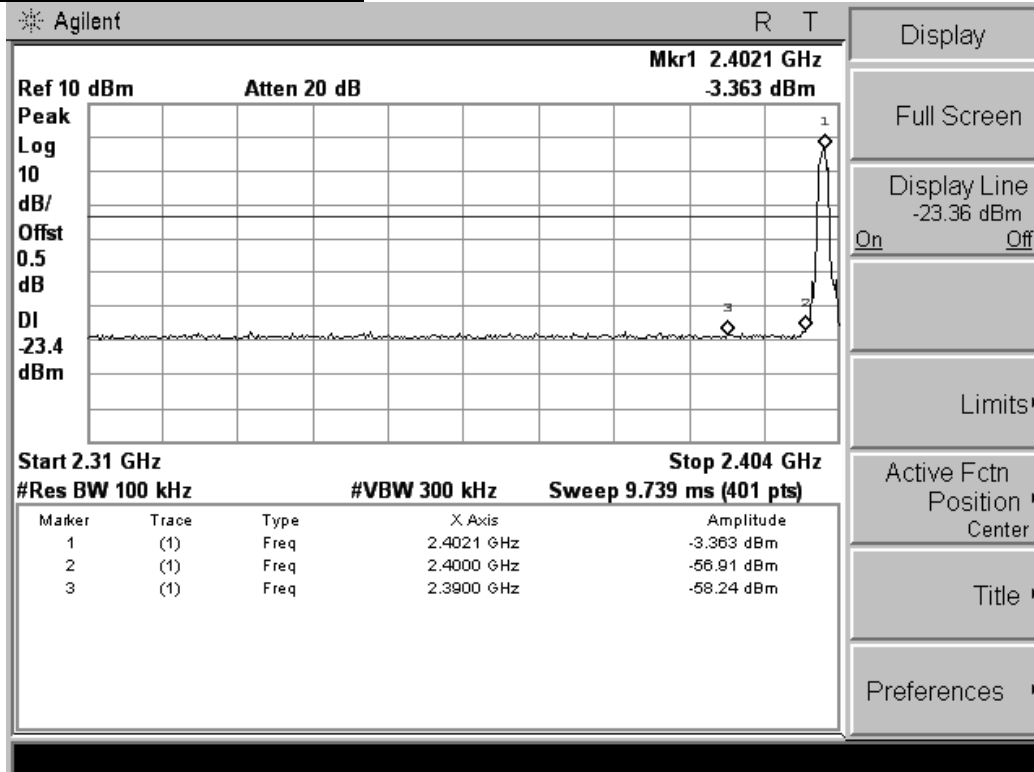 Agilent R T
Mkr1 2.4021 GHz
Ref 10 dBm Atten 20 dB -3.363 dBm
Peak
Log
10
dB/
Offst
0.5
dB
DI
-23.4
dBm
1
2
3
Start 2.31 GHz Stop 2.404 GHz
#Res BW 100 kHz #VBW 300 kHz Sweep 9.739 ms (401 pts)
Marker Trace Type X Axis Amplitude
1 (1) Freq 2.4021 GHz -3.363 dBm
2 (1) Freq 2.4000 GHz -56.91 dBm
3 (1) Freq 2.3900 GHz -58.24 dBm
Display
Full Screen
Display Line
-23.36 dBm
On Off
Limits
Active Fctn
Position
Center
Title
Preferences